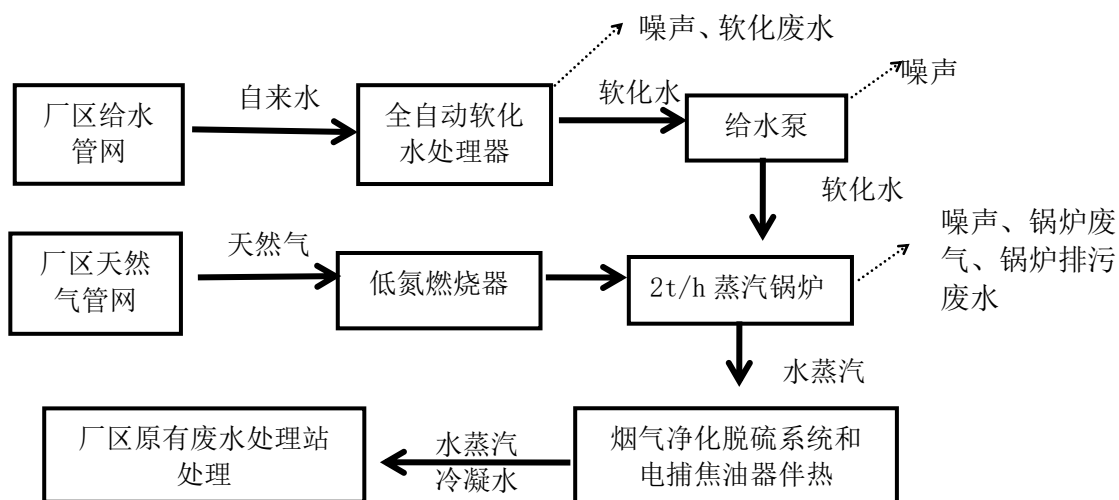 噪声、软化废水
噪声
自来水
软化水
厂区给水
管网
全自动软化
水处理器
给水泵
软化水
噪声、锅炉废
气、锅炉排污
废水
天然气
厂区天然
气管网
低氮燃烧器
2t/h 蒸汽锅炉
水蒸汽
厂区原有废水处理站
处理
水蒸汽
冷凝水
烟气净化脱硫系统和
电捕焦油器伴热